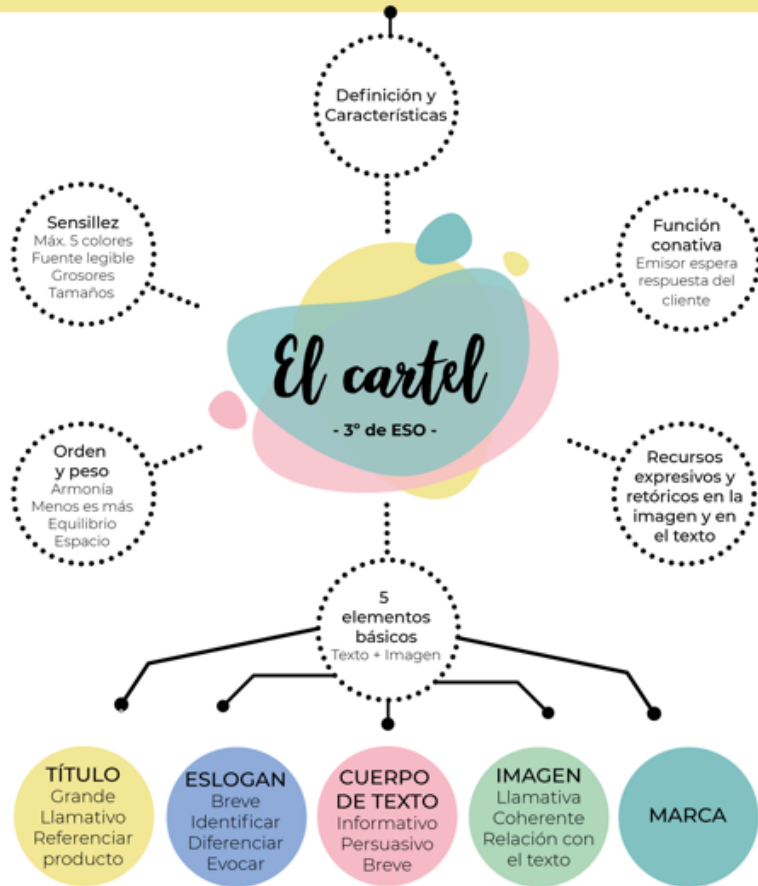 Definición y
Características
Sensillez
Máx. 5 colores
Fuente legible
Grosores
Tamaños
Función
conativa
Emisor espera
respuesta del
cliente
El cartel
- 3º de ESO -
Orden
y peso
Armonía
Menos es más
Equilibrio
Espacio
Recursos
expresivos y
retóricos en la
imagen y en
el texto
5
elementos
básicos
Texto + Imagen
TÍTULO
Grande
Llamativo
Referenciar
producto
ESLOGAN
Breve
Identificar
Diferenciar
Evocar
CUERPO
DE TEXTO
Informativo
Persuasivo
Breve
IMAGEN
Llamativa
Coherente
Relación con
el texto
MARCA